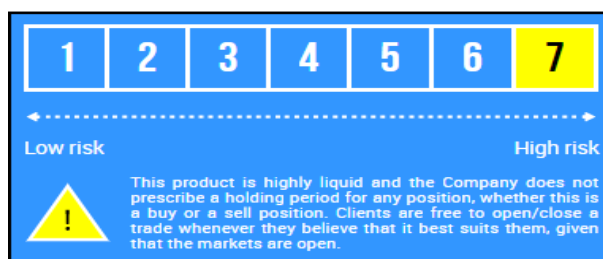 1 2 3 4 5 6 7
Low risk High risk
This product is highly liquid and the Company does not
prescribe a holding period for any position, whether this is
a buy or a sell position. Clients are free to open/close a
trade whenever they believe that it best suits them, given
that the markets are open.
!